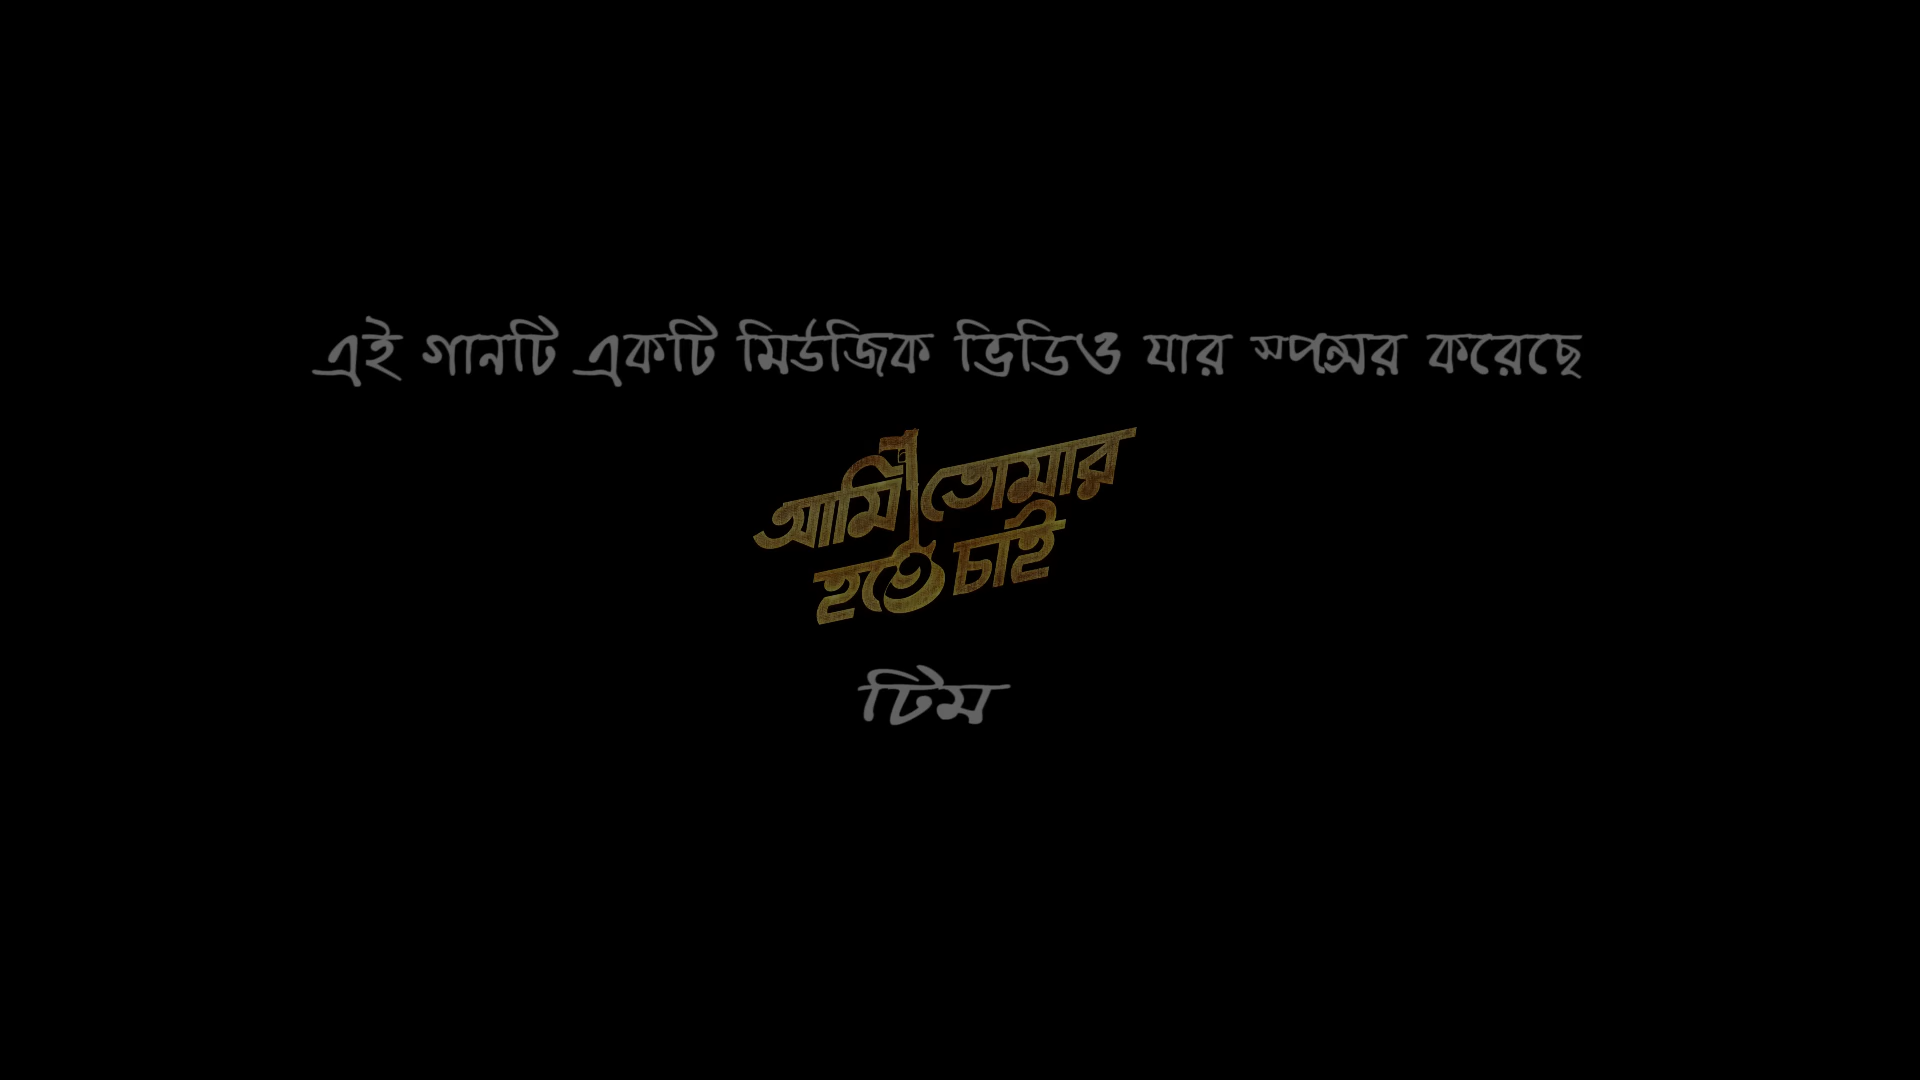 এই গানটি একটি মিউজিক ভিডিও যার স্পন্সর করেছে
আমি তোমার
হতে চাই
টিম